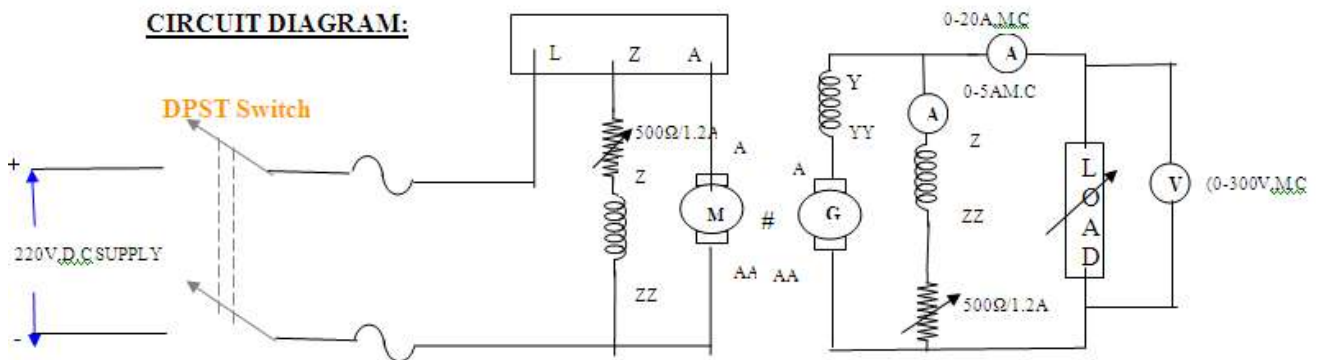 CIRCUIT DIAGRAM:
0-20A.M.C
L Z A
A
Y
0-5AM.C
DPST Switch
500Ω/1.2A
A
YY
A
Z
+
Z
A
L
O
A
D
V
(0-300V.M.C
M
#
G
ZZ
220V.D.C SUPPLY
AA
AA
ZZ
500Ω/1.2A
-